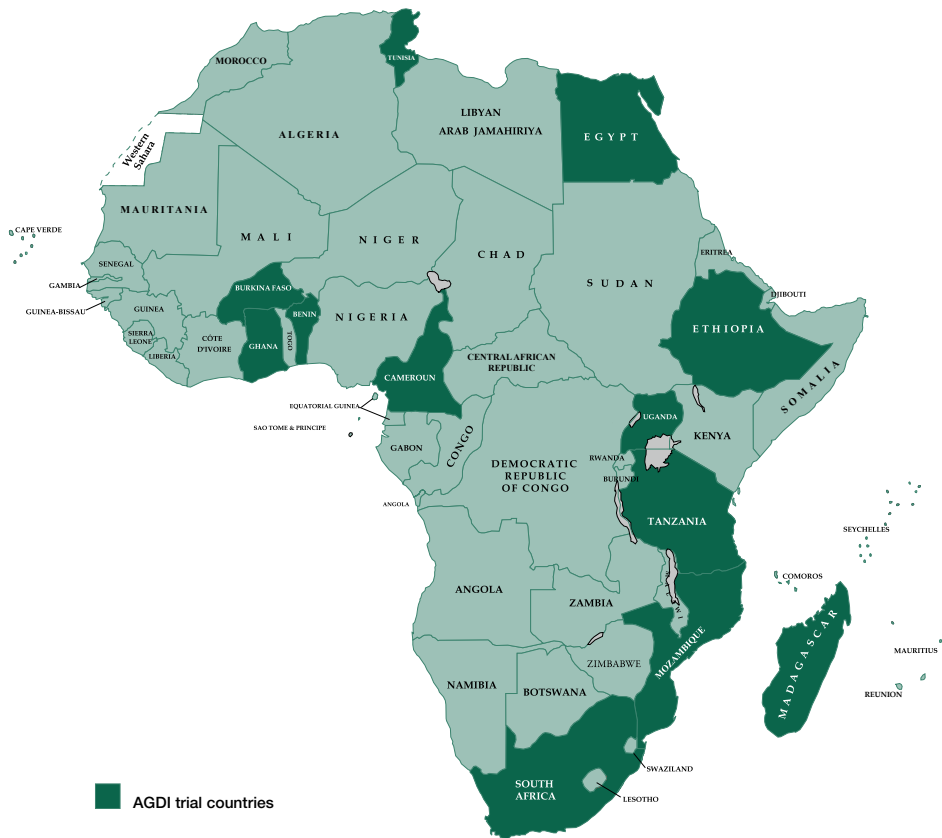 TUNISIA
MOROCCO
LIBYAN
ARAB JAMAHIRIYA
ALGERIA
EGYPT
Western
Sahara
MAURITANIA
CAPE VERDE
MALI
NIGER
CHAD
SUDAN
ERITREA
SENEGAL
GAMBIA
GUINEA-BISSAU
BURKINA FASO
DJIBOUTI
GUINEA
BENIN
NIGERIA
ETHIOPIA
SIERRA
LEONE
CÔTE
D'IVOIRE
TOGO
GHANA
LIBERIA
CENTRAL AFRICAN
REPUBLIC
CAMEROUN
SOMALIA
EQUATORIAL GUINEA
UGANDA
SAO TOME & PRINCIPE
KENYA
GABON
CONGO
RWANDA
DEMOCRATIC
REPUBLIC
OF CONGO
BURUNDI
ANGOLA
TANZANIA
SEYCHELLES
COMOROS
ANGOLA
ZAMBIA
MADAGASCAR
MOZAMBIQUE
MAURITIUS
ZIMBABWE
NAMIBIA
BOTSWANA
REUNION
SWAZILAND
SOUTH
AFRICA
LESOTHO
AGDI trial countries